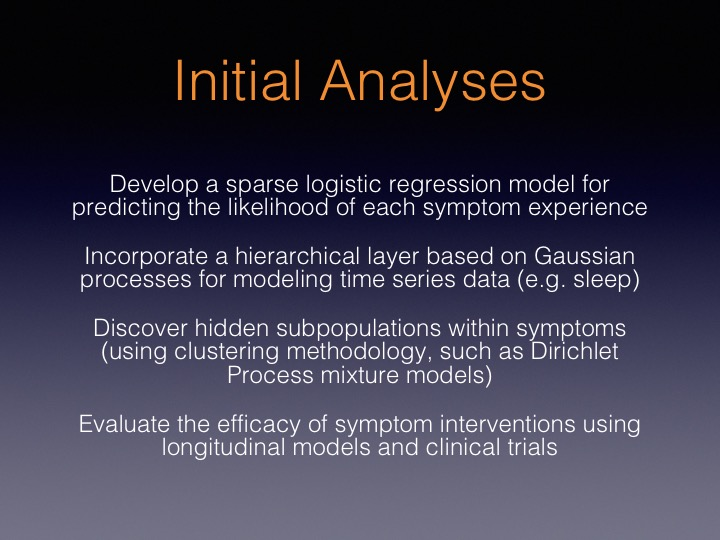 Initial Analyses
Develop a sparse logistic regression model for
predicting the likelihood of each symptom experience
Incorporate a hierarchical layer based on Gaussian
processes for modeling time series data (e.g. sleep)
Discover hidden subpopulations within symptoms
(using clustering methodology, such as Dirichlet
Process mixture models)
Evaluate the efficacy of symptom interventions using
longitudinal models and clinical trials